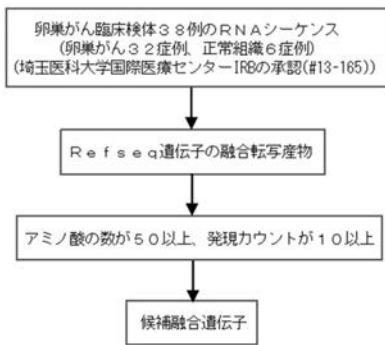 卵巣がん臨床検体３８例のＲＮＡシーケンス
(卵巣がん３２症例、正常組織６症例)
(埼玉医科大学国際医療センターIRBの承認(#13-165))
Ｒｅｆｓｅｑ遺伝子の融合転写産物
アミノ酸の数が５０以上、発現カウントが１０以上
候補融合遺伝子